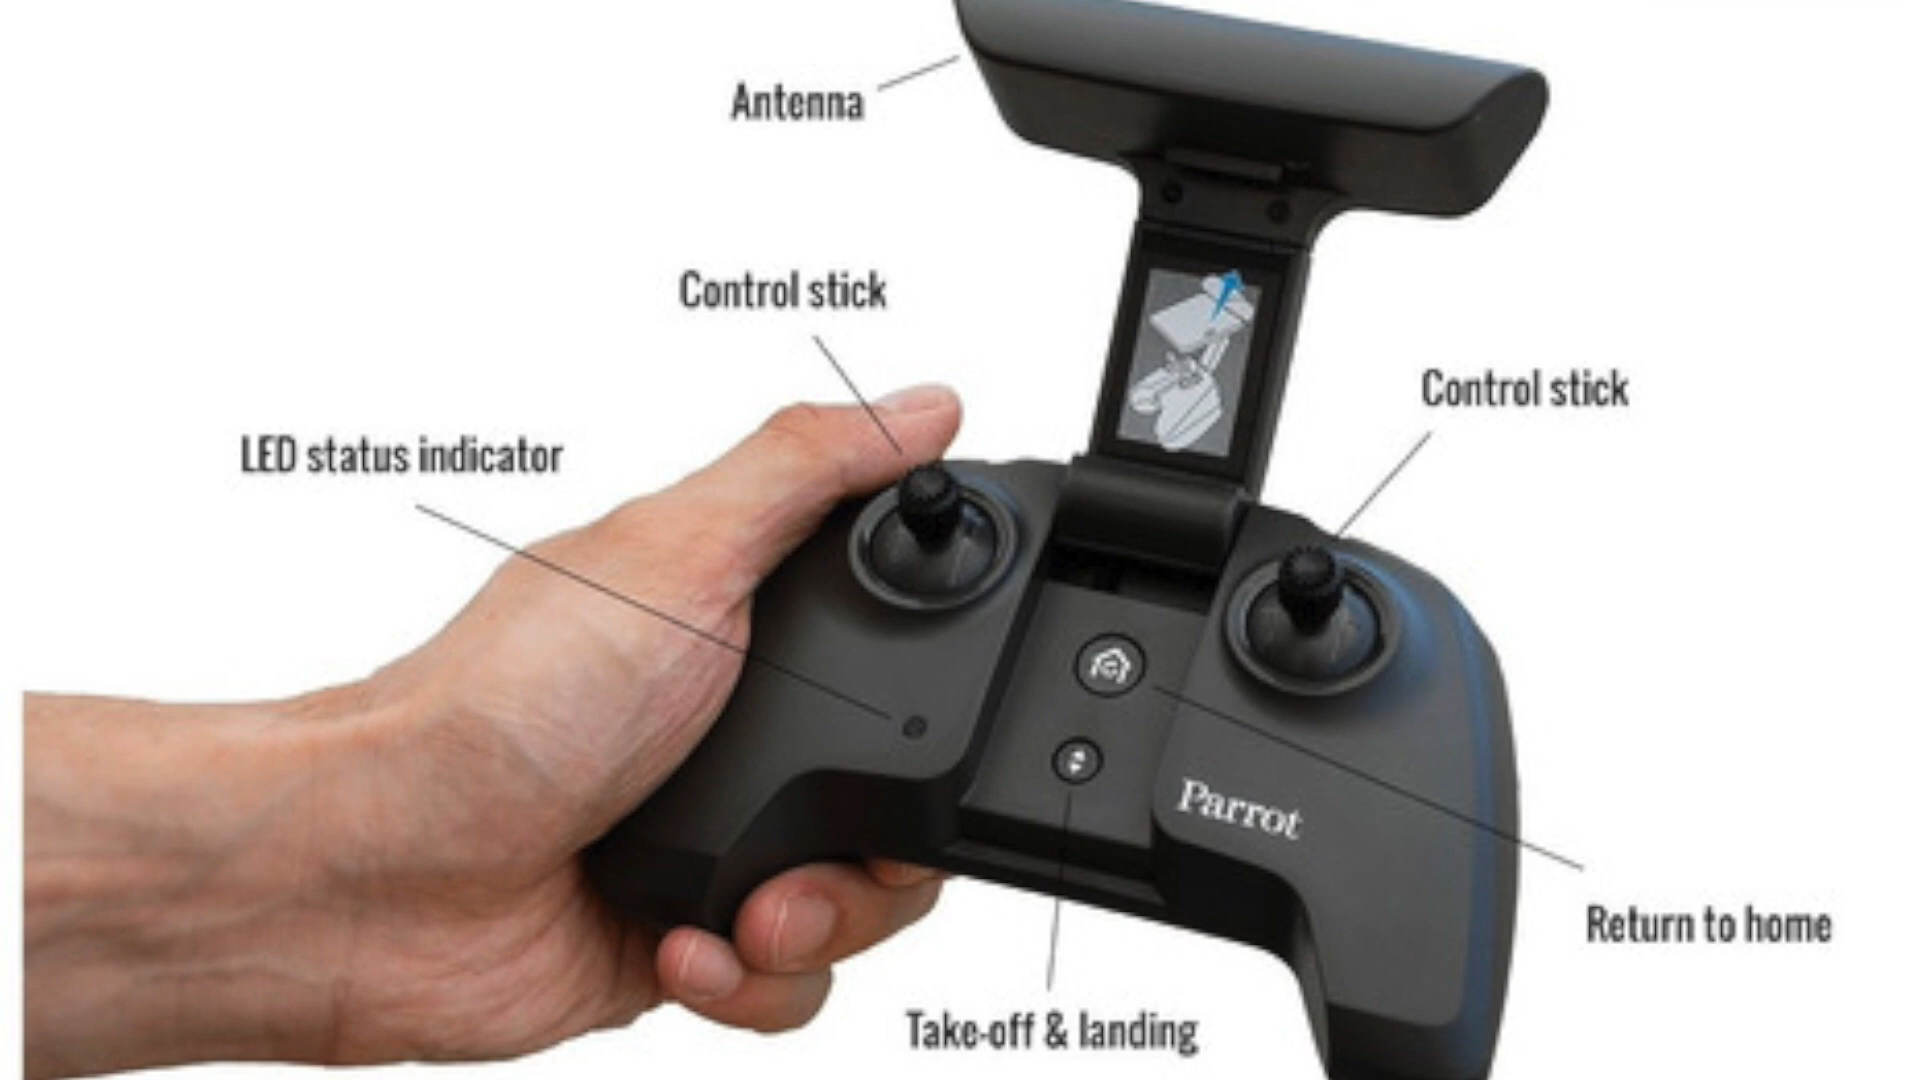 Antenna
Control stick
Control stick
LED status indicator
Parrot
Return to home
Take-off & landing